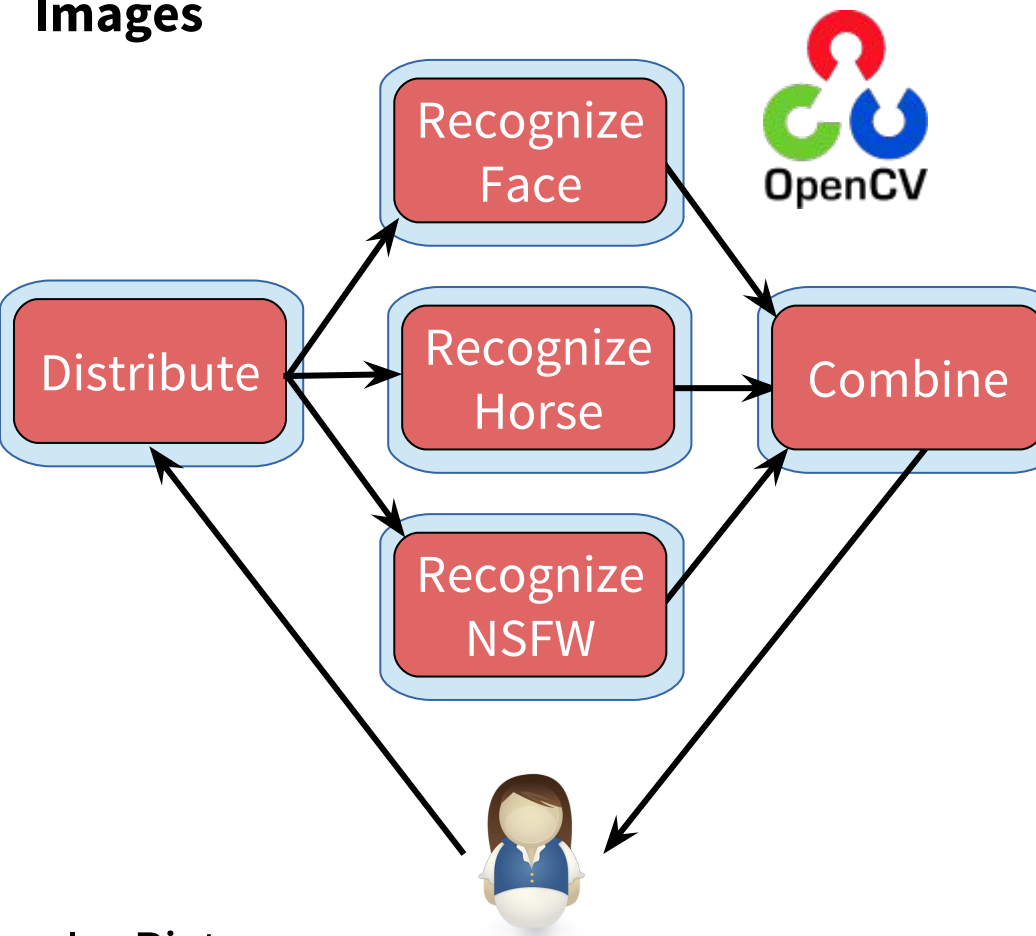 Images
Recognize
Face
OpenCV
Distribute
Recognize
Horse
Combine
Recognize
NSFW